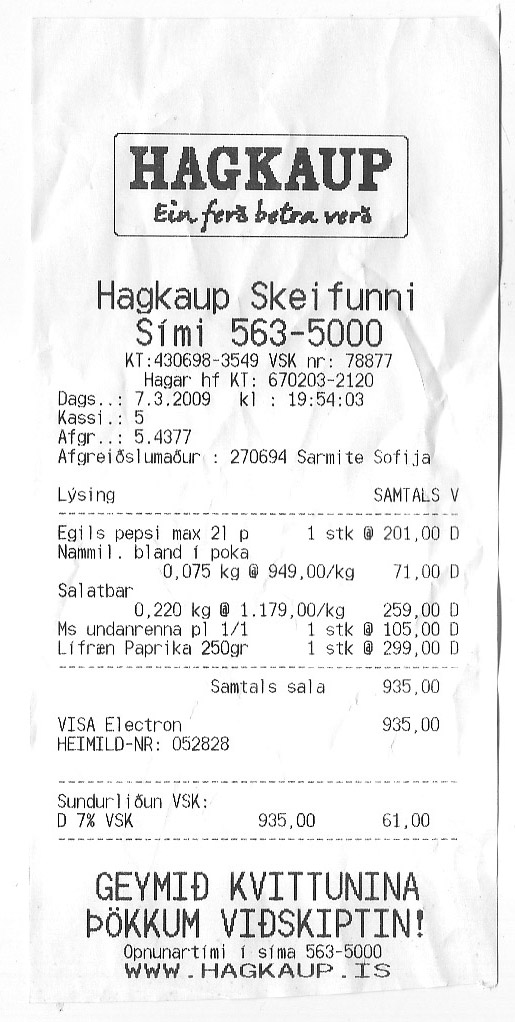 HAGKAUP
Ein ferð betra verð
Hagkaup Skeifunni
Sími 563-5000
KT:430698-3549 VSK nr: 78877
Hagar hf KT: 670203-2120
Dags..: 7.3.2009 kl : 19:54:03
Kassi.: 5
Afgr..: 5.4377
Afgreiðslumaður : 270694 Sarmite Sofija
Lýsing SAMTALS V
Egils pepsi max 2l p 1 stk @ 201,00 D
Nammil. bland í poka
0,075 kg @ 949,00/kg 71,00 D
Salatbar
0,220 kg @ 1.179,00/kg 259,00 D
Ms undanrenna pl 1/1 1 stk @ 105,00 D
Lífræn Paprika 250gr 1 stk @ 299,00 D
Samtals sala 935,00
VISA Electron 935,00
HEIMILD-NR: 052828
Sundurliðun VSK:
D 7% VSK 935,00 61,00
GEYMIÐ KVITTUNINA
ÞÖKKUM VIÐSKIPTIN!
Opnunartími í síma 563-5000
WWW.HAGKAUP.IS